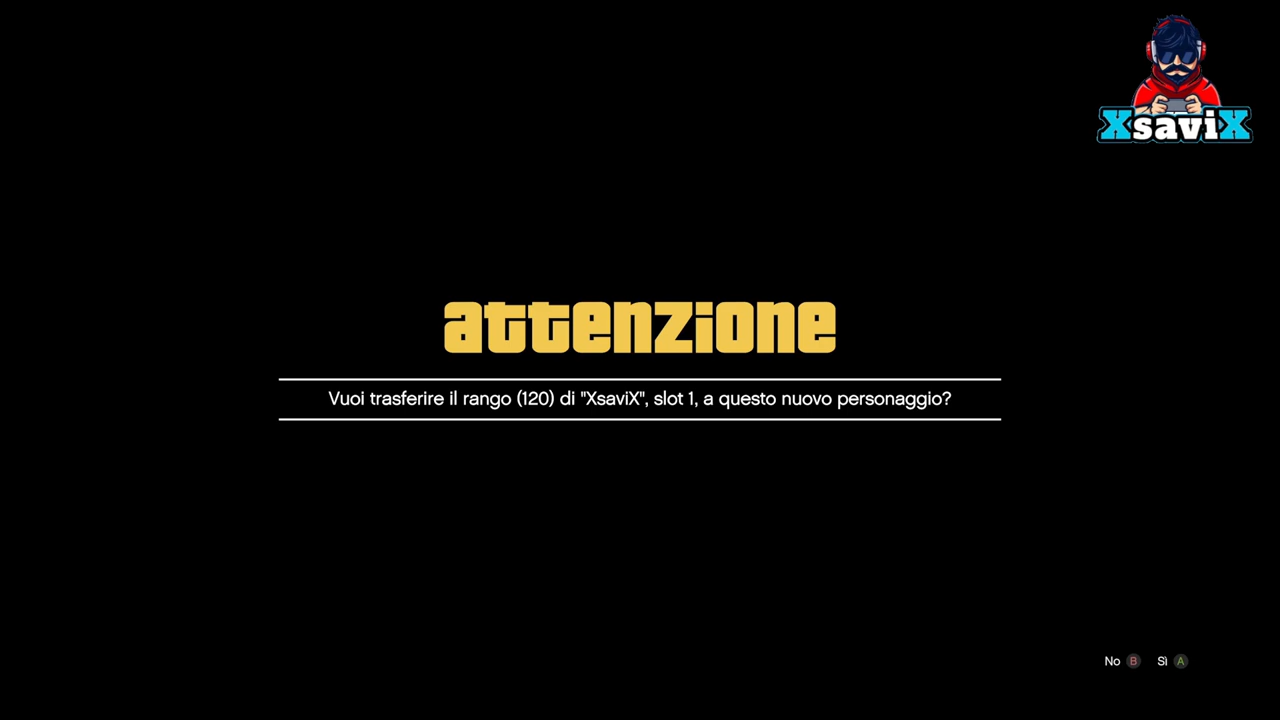 XsaviX
attenzione
Vuoi trasferire il rango (120) di "XsaviX", slot 1, a questo nuovo personaggio?
No B Sì A